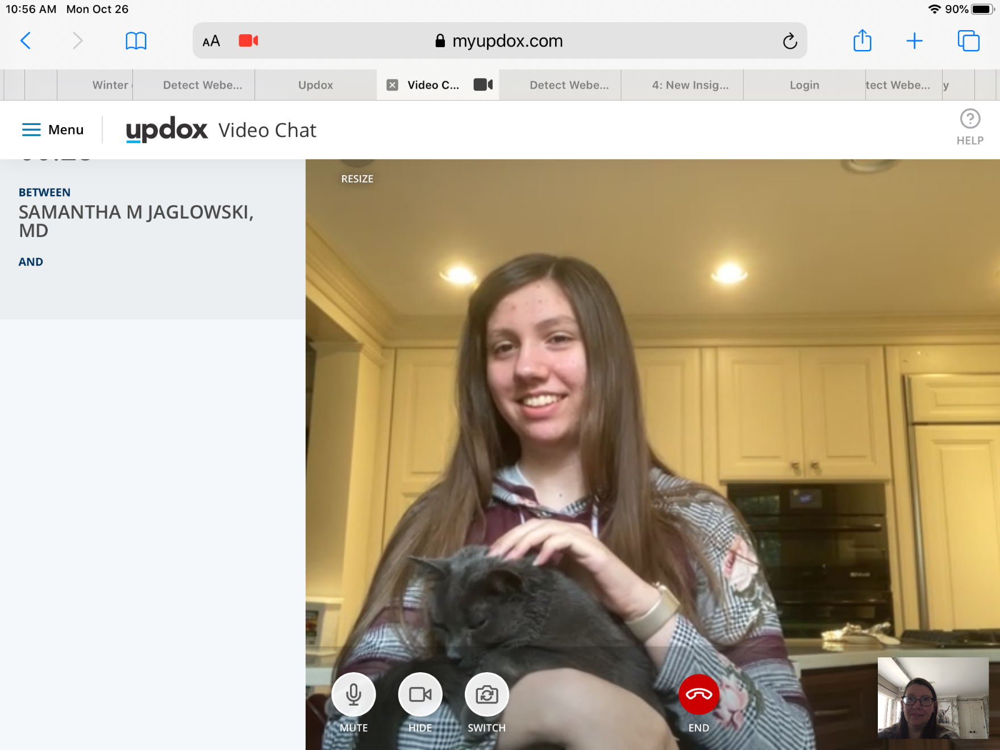 10:56 AM Mon Oct 26 90%
AA myupdox.com
Winter Detect Webe... Updox Video C... Detect Webe... 4: New Insig... Login tect Webe... y
Menu updox Video Chat
HELP
RESIZE
BETWEEN
SAMANTHA M JAGLOWSKI,
MD
AND
MUTE HIDE SWITCH END